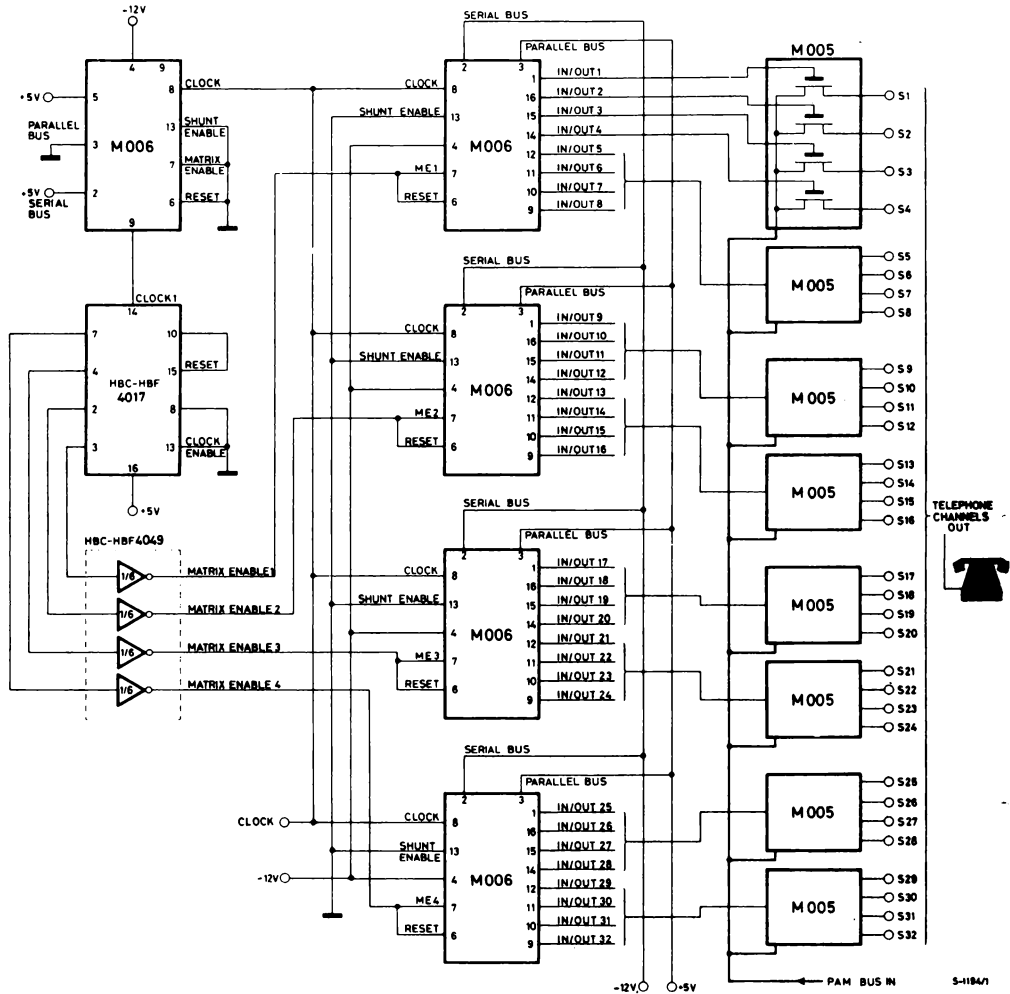 -12V
4 9
+5V 5
8 CLOCK
PARALLEL BUS
3
M006
13 SHUNT ENABLE
7 MATRIX ENABLE
+5V 2
SERIAL BUS
6 RESET
9
CLOCK1
14
7 10
4 15 RESET
HBC-HBF
4017
2 8
3 13 CLOCK ENABLE
16
+5V
HBC-HBF4049
1/6 MATRIX ENABLE1
1/6 MATRIX ENABLE 2
1/6 MATRIX ENABLE 3
1/6 MATRIX ENABLE 4
CLOCK
-12V
SERIAL BUS
PARALLEL BUS
2 3
CLOCK 8
SHUNT ENABLE 13
4
M006
ME1 7
RESET 6
1 IN/OUT 1
16 IN/OUT 2
15 IN/OUT 3
14 IN/OUT 4
12 IN/OUT 5
11 IN/OUT 6
10 IN/OUT 7
9 IN/OUT 8
SERIAL BUS
PARALLEL BUS
2 3
CLOCK 8
SHUNT ENABLE 13
4
M006
ME2 7
RESET 6
1 IN/OUT 9
16 IN/OUT 10
15 IN/OUT 11
14 IN/OUT 12
12 IN/OUT 13
11 IN/OUT 14
10 IN/OUT 15
9 IN/OUT 16
SERIAL BUS
PARALLEL BUS
2 3
CLOCK 8
SHUNT ENABLE 13
4
M006
ME3 7
RESET 6
1 IN/OUT 17
16 IN/OUT 18
15 IN/OUT 19
14 IN/OUT 20
12 IN/OUT 21
11 IN/OUT 22
10 IN/OUT 23
9 IN/OUT 24
SERIAL BUS
PARALLEL BUS
2 3
CLOCK 8
SHUNT ENABLE 13
4
M006
ME4 7
RESET 6
1 IN/OUT 25
16 IN/OUT 26
15 IN/OUT 27
14 IN/OUT 28
12 IN/OUT 29
11 IN/OUT 30
10 IN/OUT 31
9 IN/OUT 32
-12V +5V
M005
S1
S2
S3
S4
M005
S5
S6
S7
S8
M005
S9
S10
S11
S12
M005
S13
S14
S15
S16
M005
S17
S18
S19
S20
M005
S21
S22
S23
S24
M005
S25
S26
S27
S28
M005
S29
S30
S31
S32
TELEPHONE
CHANNELS
OUT
PAM BUS IN
S-1194/1